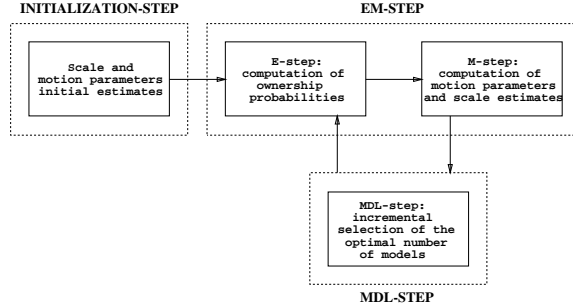 INITIALIZATION-STEP
EM-STEP
Scale and
motion parameters
initial estimates
E-step:
computation of
ownership
probabilities
M-step:
computation of
motion parameters
and scale estimates
MDL-step:
incremental
selection of the
optimal number
of models
MDL-STEP